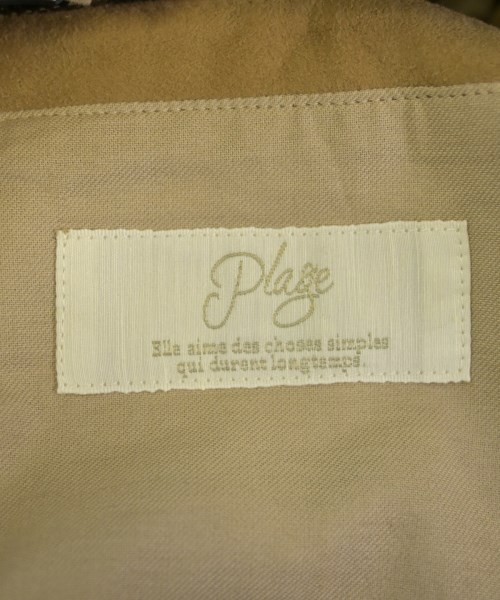 Plage
Elle aime des choses simples
qui durent longtemps.